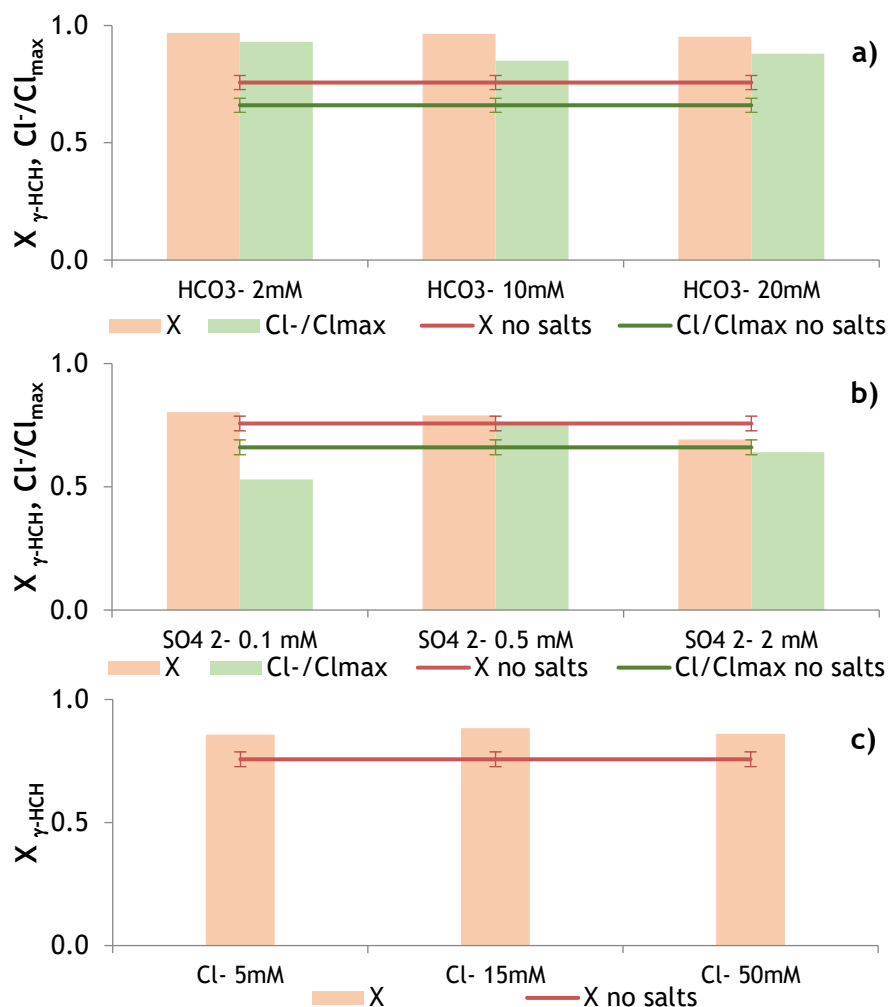 a)
X γ-HCH, Cl-/Clmax
1.0
0.5
0.0
HCO3- 2mM HCO3- 10mM HCO3- 20mM
X Cl-/Clmax X no salts Cl/Clmax no salts
b)
X γ-HCH, Cl-/Clmax
1.0
0.5
0.0
SO4 2- 0.1 mM SO4 2- 0.5 mM SO4 2- 2 mM
X Cl-/Clmax X no salts Cl/Clmax no salts
c)
X γ-HCH
1.0
0.5
0.0
Cl- 5mM Cl- 15mM Cl- 50mM
X X no salts